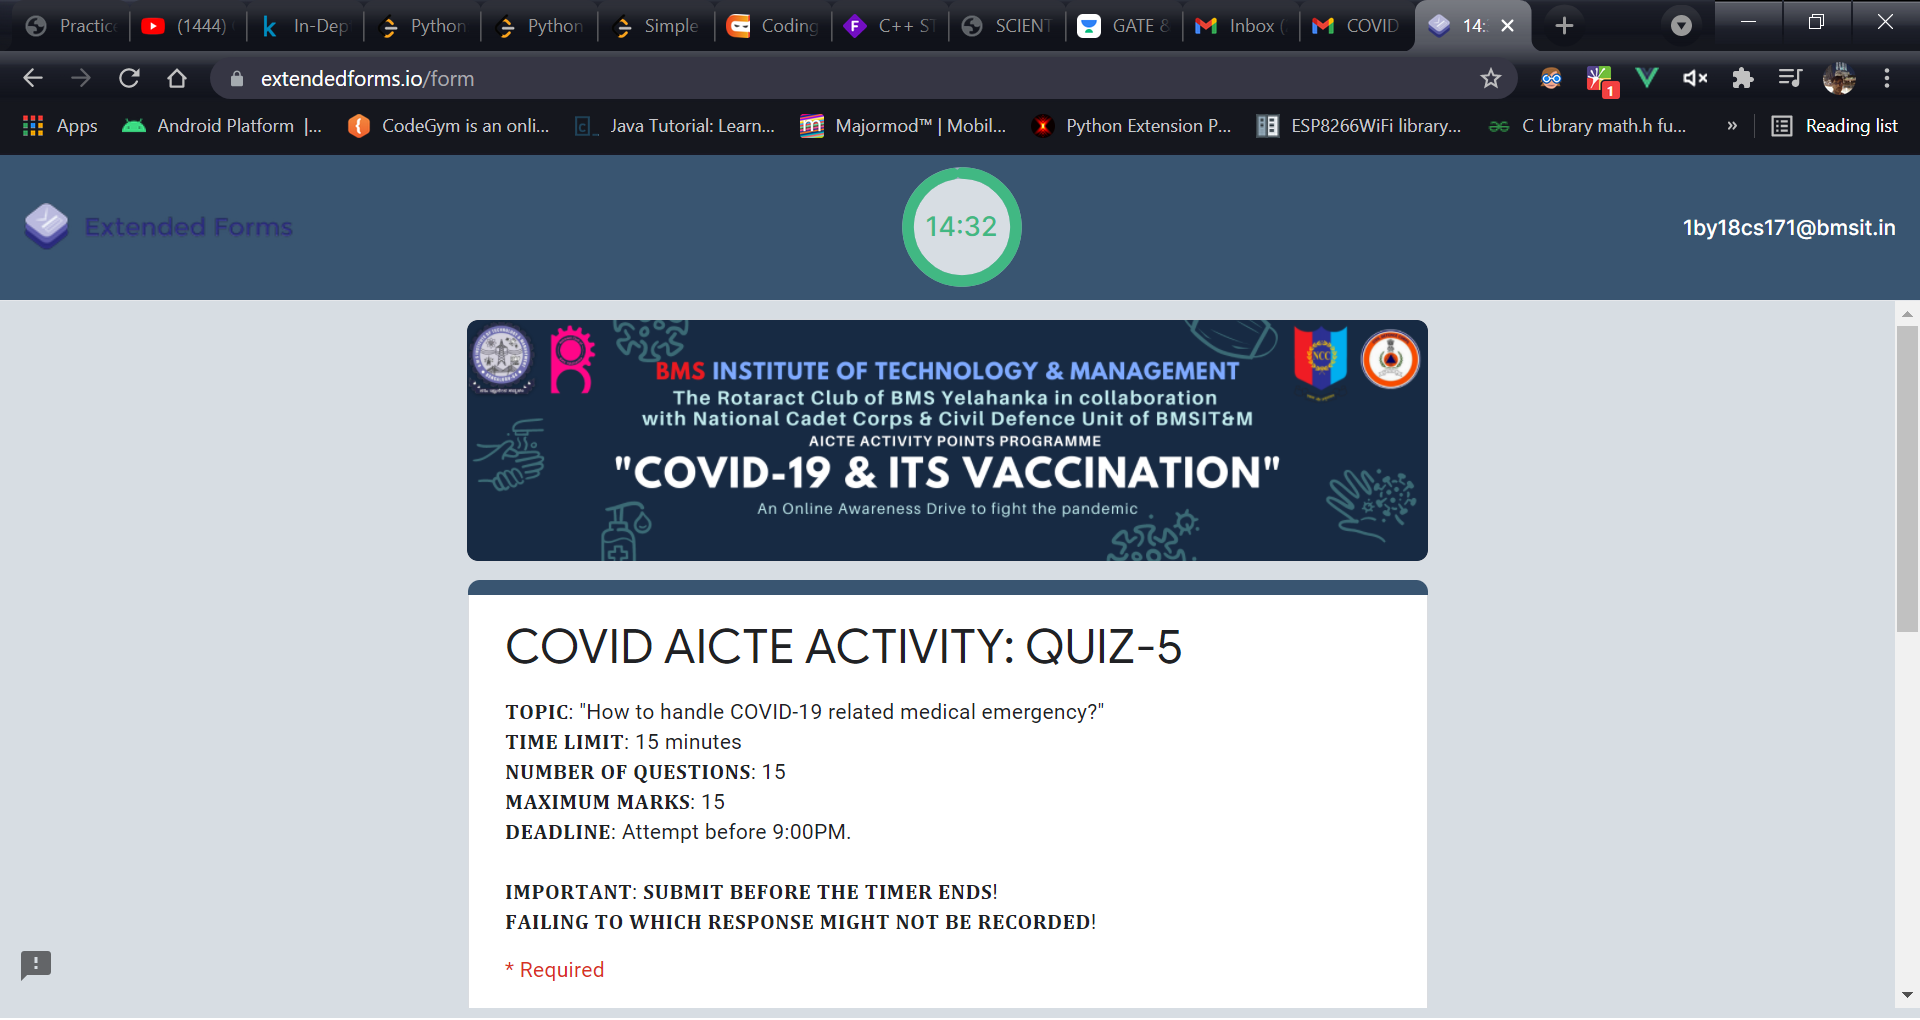 Practic
(1444)
In-Dep
Python
Python
Simple
Coding
C++ ST
SCIENT
GATE &
Inbox (
COVID
14:
extendedforms.io/form
1
Apps
Android Platform |...
CodeGym is an onli...
Java Tutorial: Learn...
Majormod™ | Mobil...
Python Extension P...
ESP8266WiFi library...
C Library math.h fu...
»
Reading list
Extended Forms
14:32
1by18cs171@bmsit.in
BMS INSTITUTE OF TECHNOLOGY & MANAGEMENT
The Rotaract Club of BMS Yelahanka in collaboration
with National Cadet Corps & Civil Defence Unit of BMSIT&M
AICTE ACTIVITY POINTS PROGRAMME
"COVID-19 & ITS VACCINATION"
An Online Awareness Drive to fight the pandemic
NCC
COVID AICTE ACTIVITY: QUIZ-5
TOPIC: "How to handle COVID-19 related medical emergency?"
TIME LIMIT: 15 minutes
NUMBER OF QUESTIONS: 15
MAXIMUM MARKS: 15
DEADLINE: Attempt before 9:00PM.
IMPORTANT: SUBMIT BEFORE THE TIMER ENDS!
FAILING TO WHICH RESPONSE MIGHT NOT BE RECORDED!
* Required